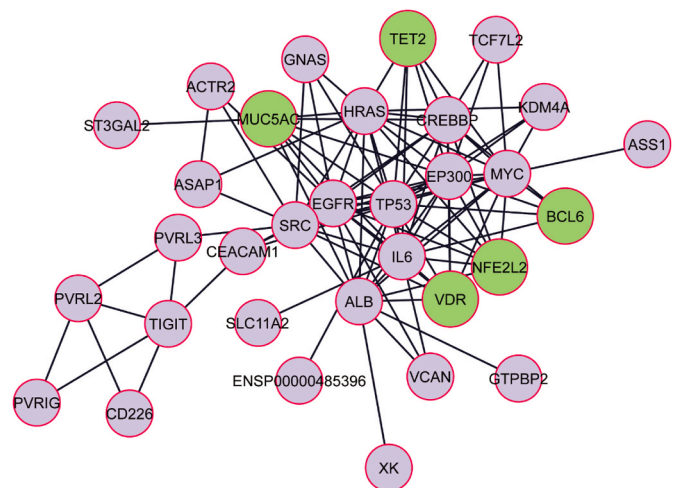 TET2
TCF7L2
GNAS
ACTR2
KDM4A
HRAS
CREBBP
MUC5AC
ST3GAL2
ASS1
EP300
MYC
ASAP1
EGFR
TP53
BCL6
SRC
PVRL3
CEACAM1
IL6
NFE2L2
PVRL2
ALB
VDR
TIGIT
SLC11A2
ENSP00000485396
VCAN
GTPBP2
PVRIG
CD226
XK